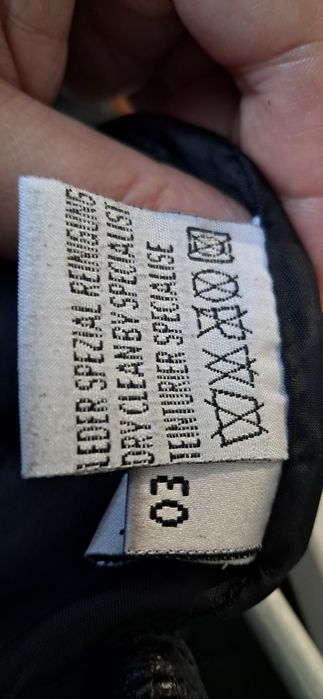 LEDER SPEZIAL REINIGUNG
DRY CLEAN BY SPECIALIST
TEINTURIER SPECIALISE
03